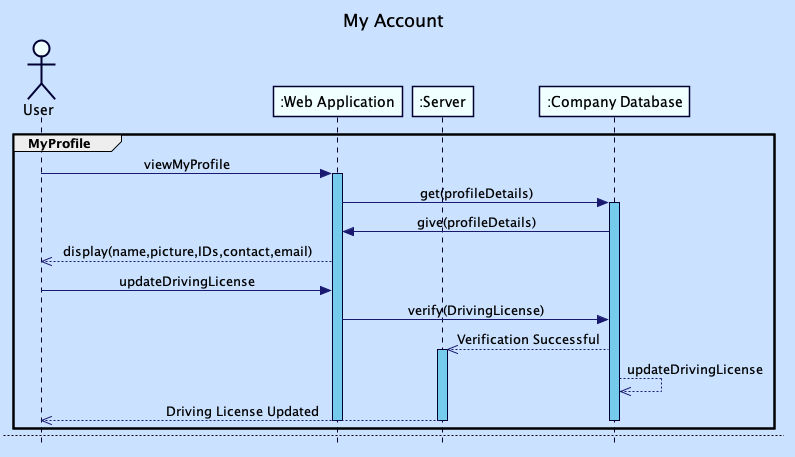 My Account
User
:Web Application
:Server
:Company Database
MyProfile
viewMyProfile
get(profileDetails)
give(profileDetails)
display(name,picture,IDs,contact,email)
updateDrivingLicense
verify(DrivingLicense)
Verification Successful
updateDrivingLicense
Driving License Updated